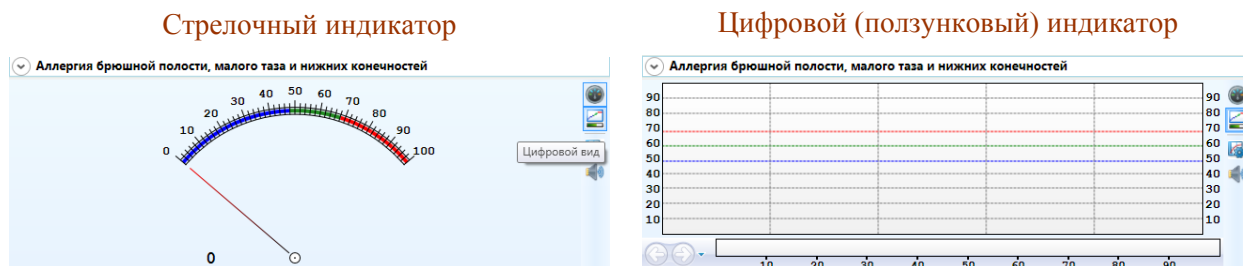 Стрелочный индикатор
Аллергия брюшной полости, малого таза и нижних конечностей
0 10 20 30 40 50 60 70 80 90 100
Цифровой вид
0
Цифровой (ползунковый) индикатор
Аллергия брюшной полости, малого таза и нижних конечностей
90 90
80 80
70 70
60 60
50 50
40 40
30 30
20 20
10 10
10 20 30 40 50 60 70 80 90